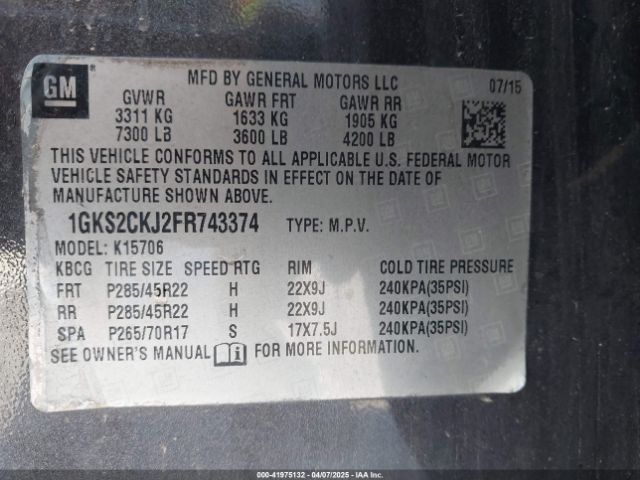 GM
MFD BY GENERAL MOTORS LLC 07/15
GVWR GAWR FRT GAWR RR
3311 KG 1633 KG 1905 KG
7300 LB 3600 LB 4200 LB
THIS VEHICLE CONFORMS TO ALL APPLICABLE U.S. FEDERAL MOTOR
VEHICLE SAFETY STANDARDS IN EFFECT ON THE DATE OF
MANUFACTURE SHOWN ABOVE.
1GKS2CKJ2FR743374 TYPE: M.P.V.
MODEL: K15706
KBCG TIRE SIZE SPEED RTG RIM COLD TIRE PRESSURE
FRT P285/45R22 H 22X9J 240KPA(35PSI)
RR P285/45R22 H 22X9J 240KPA(35PSI)
SPA P265/70R17 S 17X7.5J 240KPA(35PSI)
SEE OWNER'S MANUAL FOR MORE INFORMATION.
000-41975132 - 04/07/2025 - IAA, Inc.